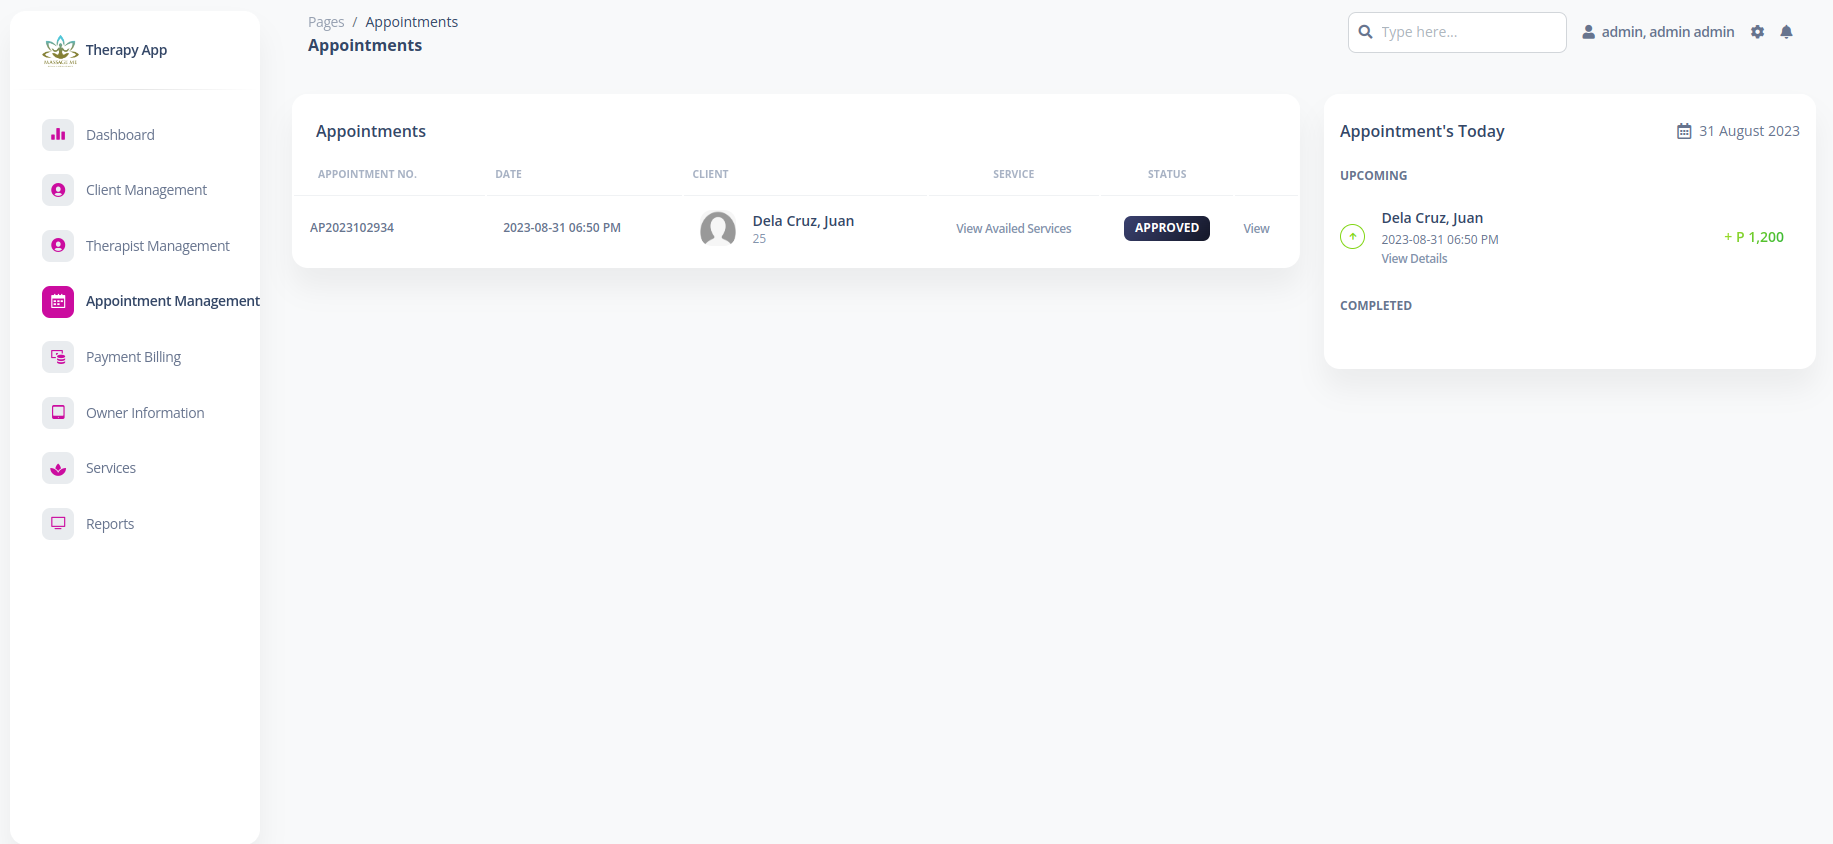 MASSAGE ME
Therapy App
Dashboard
Client Management
Therapist Management
Appointment Management
Payment Billing
Owner Information
Services
Reports
Pages / Appointments
Appointments
Type here...
admin, admin admin
Appointments
APPOINTMENT NO. DATE CLIENT SERVICE STATUS
AP2023102934 2023-08-31 06:50 PM Dela Cruz, Juan View Availed Services APPROVED View
25
Appointment's Today 31 August 2023
UPCOMING
Dela Cruz, Juan
2023-08-31 06:50 PM + P 1,200
View Details
COMPLETED